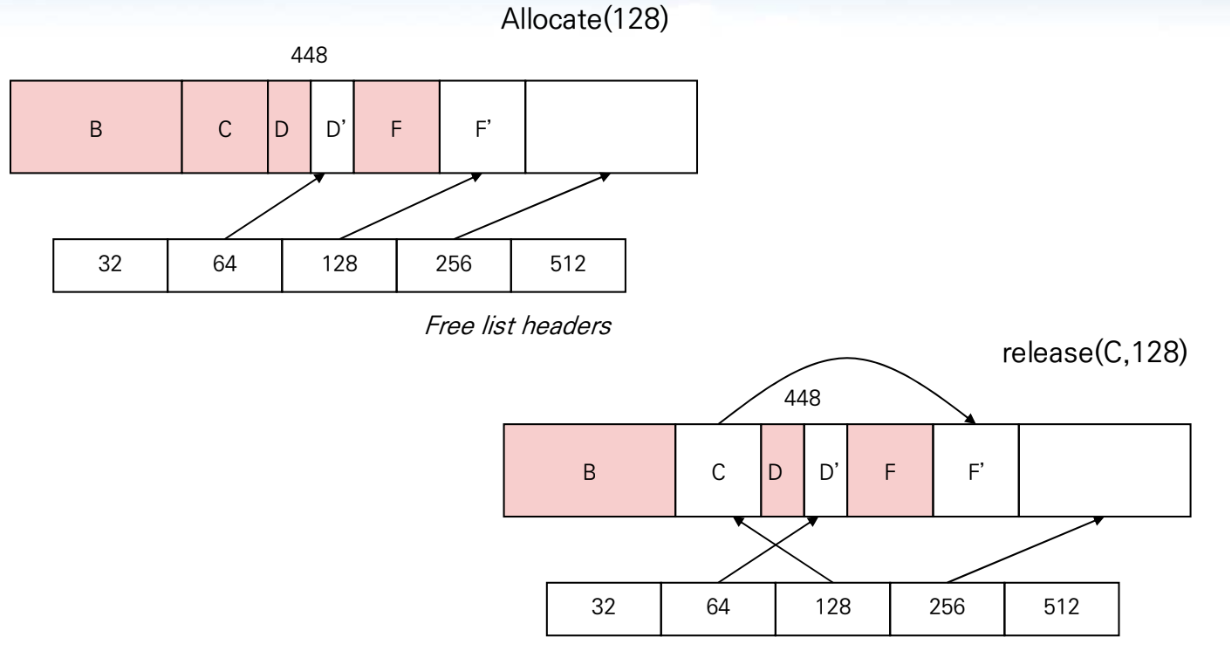 Allocate(128)
448
B C D D' F F'
32 64 128 256 512
Free list headers
release(C,128)
448
B C D D' F F'
32 64 128 256 512